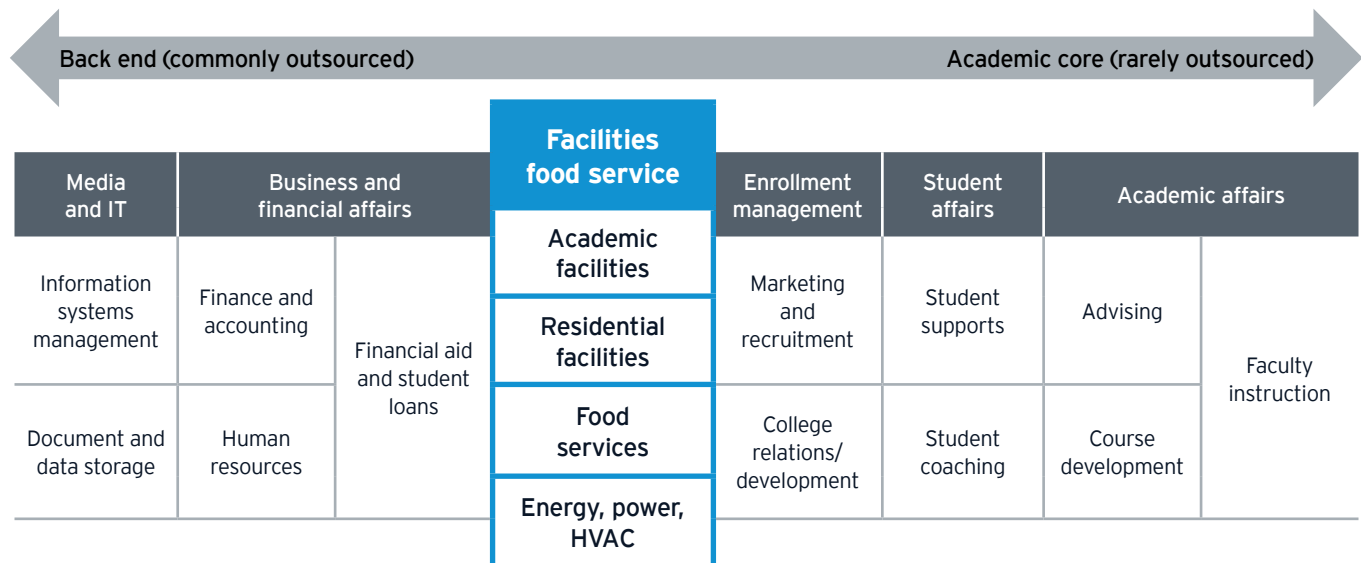 Back end (commonly outsourced)
Academic core (rarely outsourced)
Media
and IT
Business and
financial affairs
Facilities
food service
Enrollment
management
Student
affairs
Academic affairs
Information
systems
management
Document and
data storage
Finance and
accounting
Human
resources
Financial aid
and student
loans
Academic
facilities
Residential
facilities
Food
services
Energy, power,
HVAC
Marketing
and
recruitment
College
relations/
development
Student
supports
Student
coaching
Advising
Course
development
Faculty
instruction